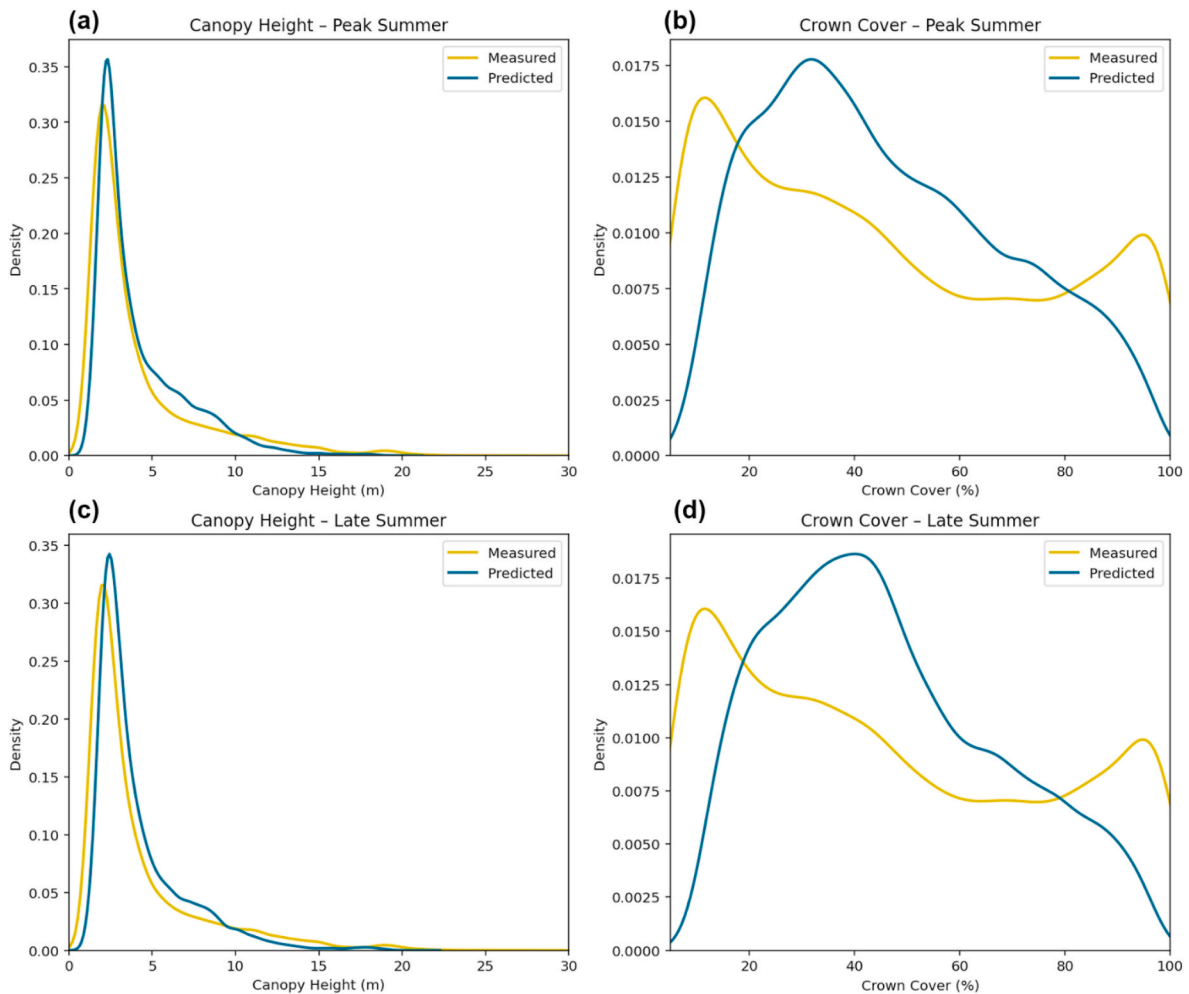 (a)
Canopy Height – Peak Summer
Measured
Predicted
0.35
0.30
0.25
0.20
0.15
0.10
0.05
0.00
Density
0 5 10 15 20 25 30
Canopy Height (m)
(b)
Crown Cover – Peak Summer
Measured
Predicted
0.0175
0.0150
0.0125
0.0100
0.0075
0.0050
0.0025
0.0000
Density
20 40 60 80 100
Crown Cover (%)
(c)
Canopy Height – Late Summer
Measured
Predicted
0.35
0.30
0.25
0.20
0.15
0.10
0.05
0.00
Density
0 5 10 15 20 25 30
Canopy Height (m)
(d)
Crown Cover – Late Summer
Measured
Predicted
0.0175
0.0150
0.0125
0.0100
0.0075
0.0050
0.0025
0.0000
Density
20 40 60 80 100
Crown Cover (%)